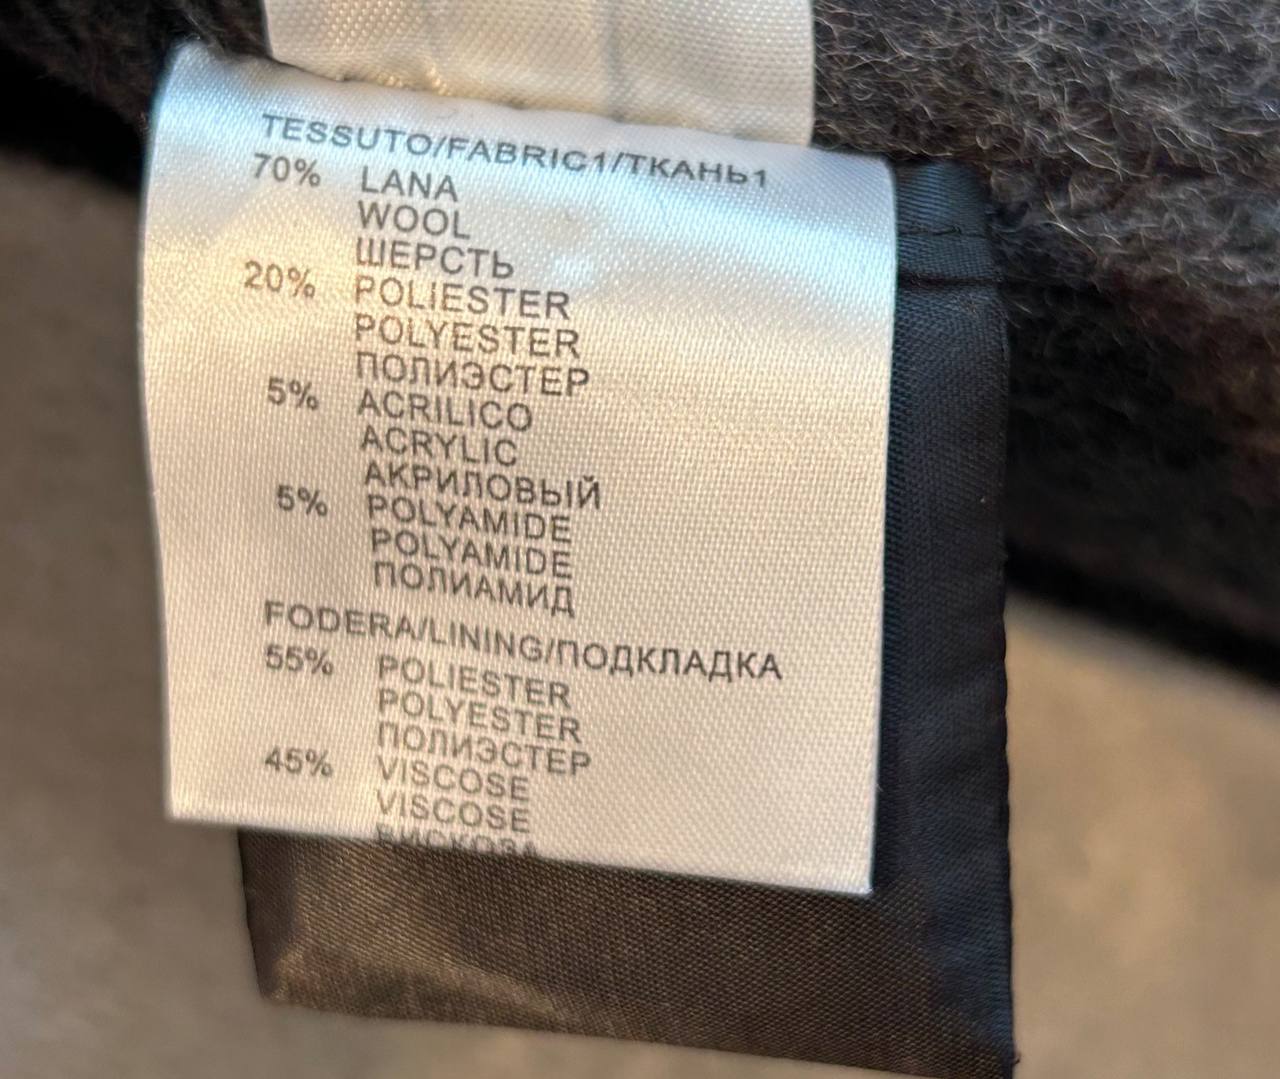 TESSUTO/FABRIC1/ТКАНЬ1
70% LANA
WOOL
ШЕРСТЬ
20% POLIESTER
POLYESTER
ПОЛИЭСТЕР
5% ACRILICO
ACRYLIC
АКРИЛОВЫЙ
5% POLYAMIDE
POLYAMIDE
ПОЛИАМИД
FODERA/LINING/ПОДКЛАДКА
55% POLIESTER
POLYESTER
ПОЛИЭСТЕР
45% VISCOSE
VISCOSE
ВИСКОЗА